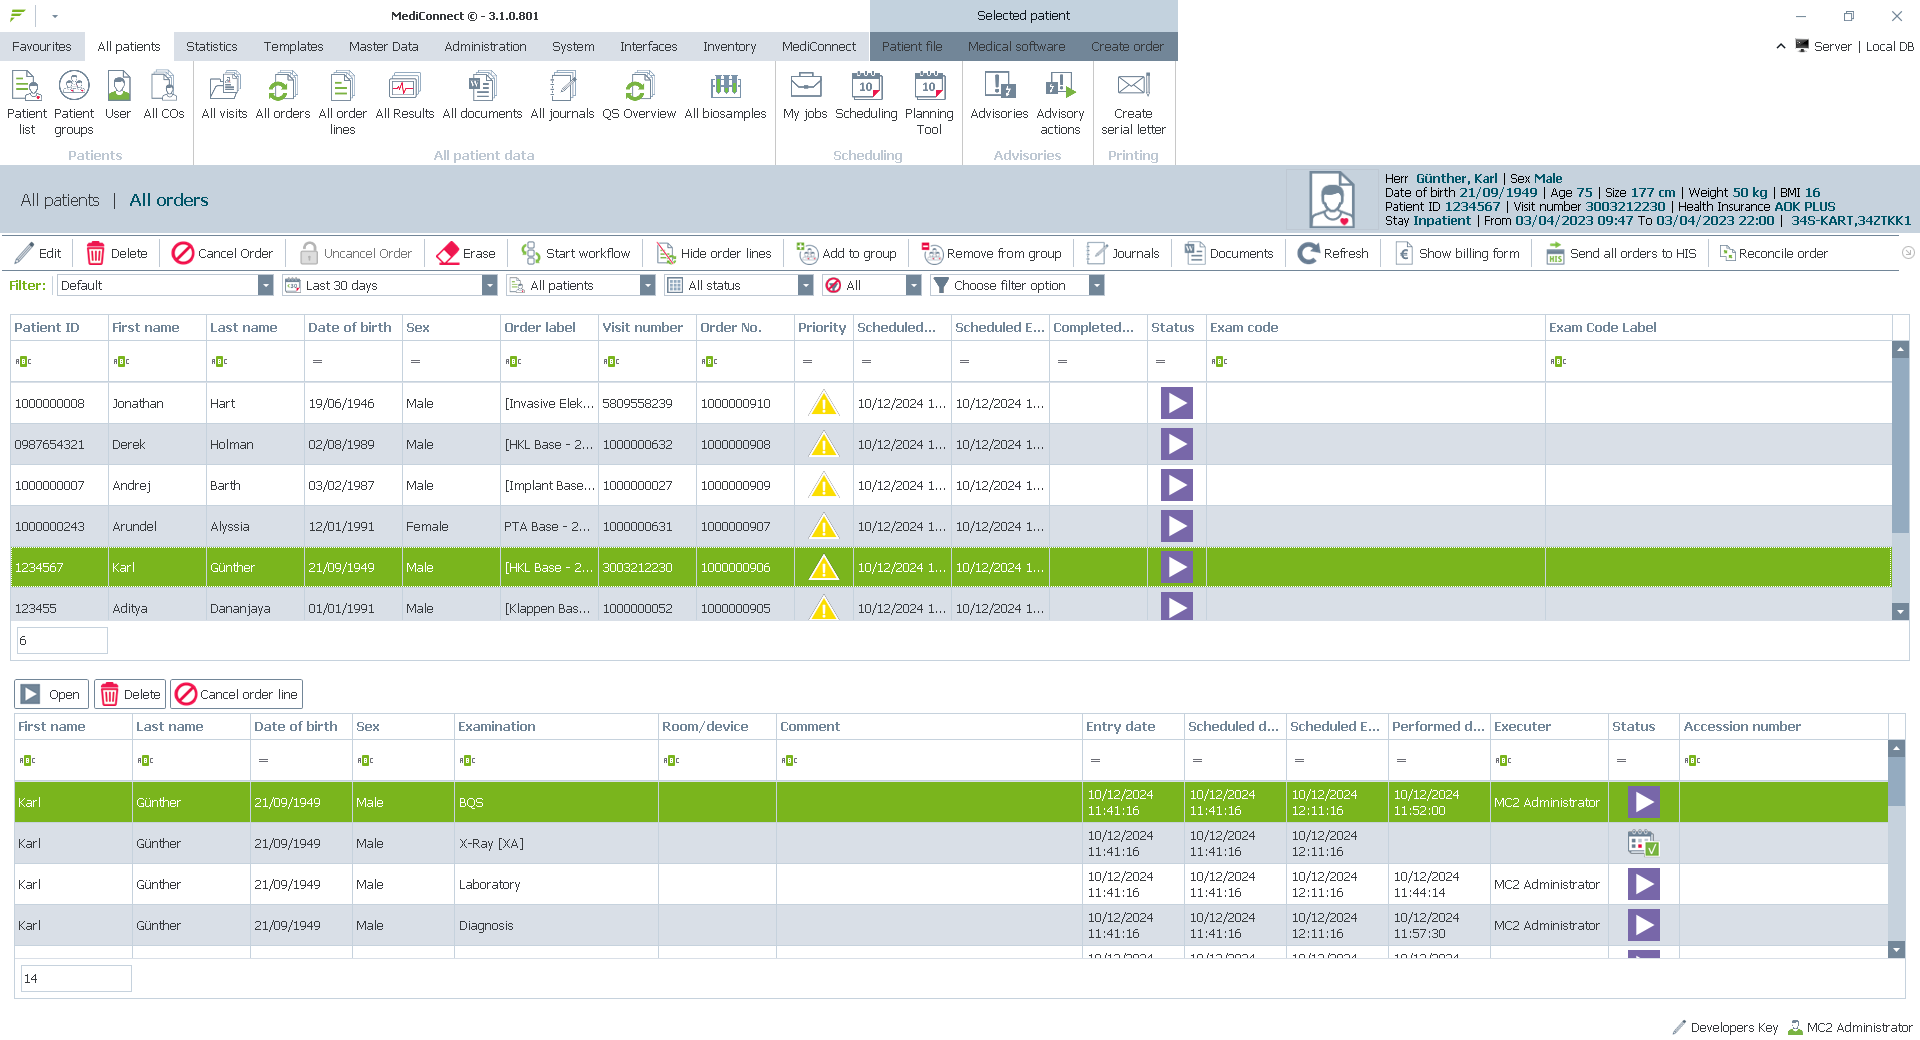 MediConnect © - 3.1.0.801
Selected patient
Favourites All patients Statistics Templates Master Data Administration System Interfaces Inventory MediConnect Patient file Medical software Create order
Server | Local DB
Patient list
Patient groups
User
All COs
All visits
All orders
All order lines
All Results
All documents
All journals
QS Overview
All biosamples
My jobs
Scheduling
Planning Tool
Advisories
Advisory actions
Create serial letter
Patients
All patient data
Scheduling
Advisories
Printing
All patients | All orders
Herr Günther, Karl | Sex Male
Date of birth 21/09/1949 | Age 75 | Size 177 cm | Weight 50 kg | BMI 16
Patient ID 1234567 | Visit number 3003212230 | Health Insurance AOK PLUS
Stay Inpatient | From 03/04/2023 09:47 To 03/04/2023 22:00 | 34S-KART,34ZTKK1
Edit Delete Cancel Order Uncancel Order Erase Start workflow Hide order lines Add to group Remove from group Journals Documents Refresh Show billing form Send all orders to HIS Reconcile order
Filter: Default Last 30 days All patients All status All Choose filter option
Patient ID First name Last name Date of birth Sex Order label Visit number Order No. Priority Scheduled... Scheduled E... Completed... Status Exam code Exam Code Label
1000000008 Jonathan Hart 19/06/1946 Male [Invasive Elek... 5809558239 1000000910 10/12/2024 1... 10/12/2024 1...
0987654321 Derek Holman 02/08/1989 Male [HKL Base - 2... 1000000632 1000000908 10/12/2024 1... 10/12/2024 1...
1000000007 Andrej Barth 03/02/1987 Male [Implant Base... 1000000027 1000000909 10/12/2024 1... 10/12/2024 1...
1000000243 Arundel Alyssia 12/01/1991 Female PTA Base - 2... 1000000631 1000000907 10/12/2024 1... 10/12/2024 1...
1234567 Karl Günther 21/09/1949 Male [HKL Base - 2... 3003212230 1000000906 10/12/2024 1... 10/12/2024 1...
123455 Aditya Dananjaya 01/01/1991 Male [Klappen Bas... 1000000052 1000000905 10/12/2024 1... 10/12/2024 1...
6
Open Delete Cancel order line
First name Last name Date of birth Sex Examination Room/device Comment Entry date Scheduled d... Scheduled E... Performed d... Executer Status Accession number
Karl Günther 21/09/1949 Male BQS 10/12/2024 11:41:16 10/12/2024 11:41:16 10/12/2024 12:11:16 10/12/2024 11:52:00 MC2 Administrator
Karl Günther 21/09/1949 Male X-Ray [XA] 10/12/2024 11:41:16 10/12/2024 11:41:16 10/12/2024 12:11:16
Karl Günther 21/09/1949 Male Laboratory 10/12/2024 11:41:16 10/12/2024 11:41:16 10/12/2024 12:11:16 10/12/2024 11:44:14 MC2 Administrator
Karl Günther 21/09/1949 Male Diagnosis 10/12/2024 11:41:16 10/12/2024 11:41:16 10/12/2024 12:11:16 10/12/2024 11:57:30 MC2 Administrator
14
Developers Key MC2 Administrator